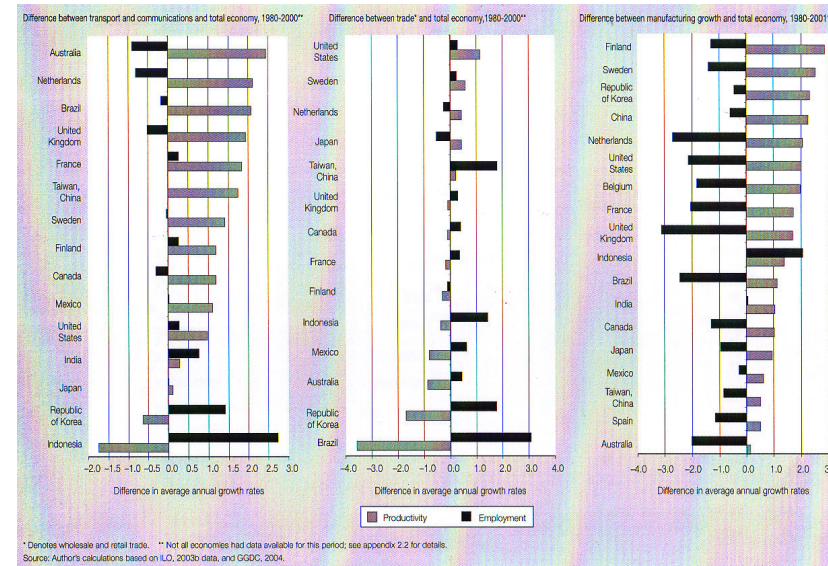 Difference between transport and communications and total economy, 1980-2000**
Australia
Netherlands
Brazil
United
Kingdom
France
Taiwan,
China
Sweden
Finland
Canada
Mexico
United
States
India
Japan
Republic
of Korea
Indonesia
−2.0 −1.5 −1.0 −0.5 0.0 0.5 1.0 1.5 2.0 2.5 3.0
Difference in average annual growth rates
Difference between trade* and total economy,1980-2000**
United
States
Sweden
Netherlands
Japan
Taiwan,
China
United
Kingdom
Canada
France
Finland
Indonesia
Mexico
Australia
Republic
of Korea
Brazil
−4.0 −3.0 −2.0 −1.0 0.0 1.0 2.0 3.0 4.0
Difference in average annual growth rates
Difference between manufacturing growth and total economy, 1980-2001*
Finland
Sweden
Republic
of Korea
China
Netherlands
United
States
Belgium
France
United
Kingdom
Indonesia
Brazil
India
Canada
Japan
Mexico
Taiwan,
China
Spain
Australia
−4.0 −3.0 −2.0 −1.0 0.0 1.0 2.0 3
Difference in average annual growth rates
Productivity Employment
* Denotes wholesale and retail trade. ** Not all economies had data available for this period; see appendix 2.2 for details.
Source: Author's calculations based on ILO, 2003b data, and GGDC, 2004.